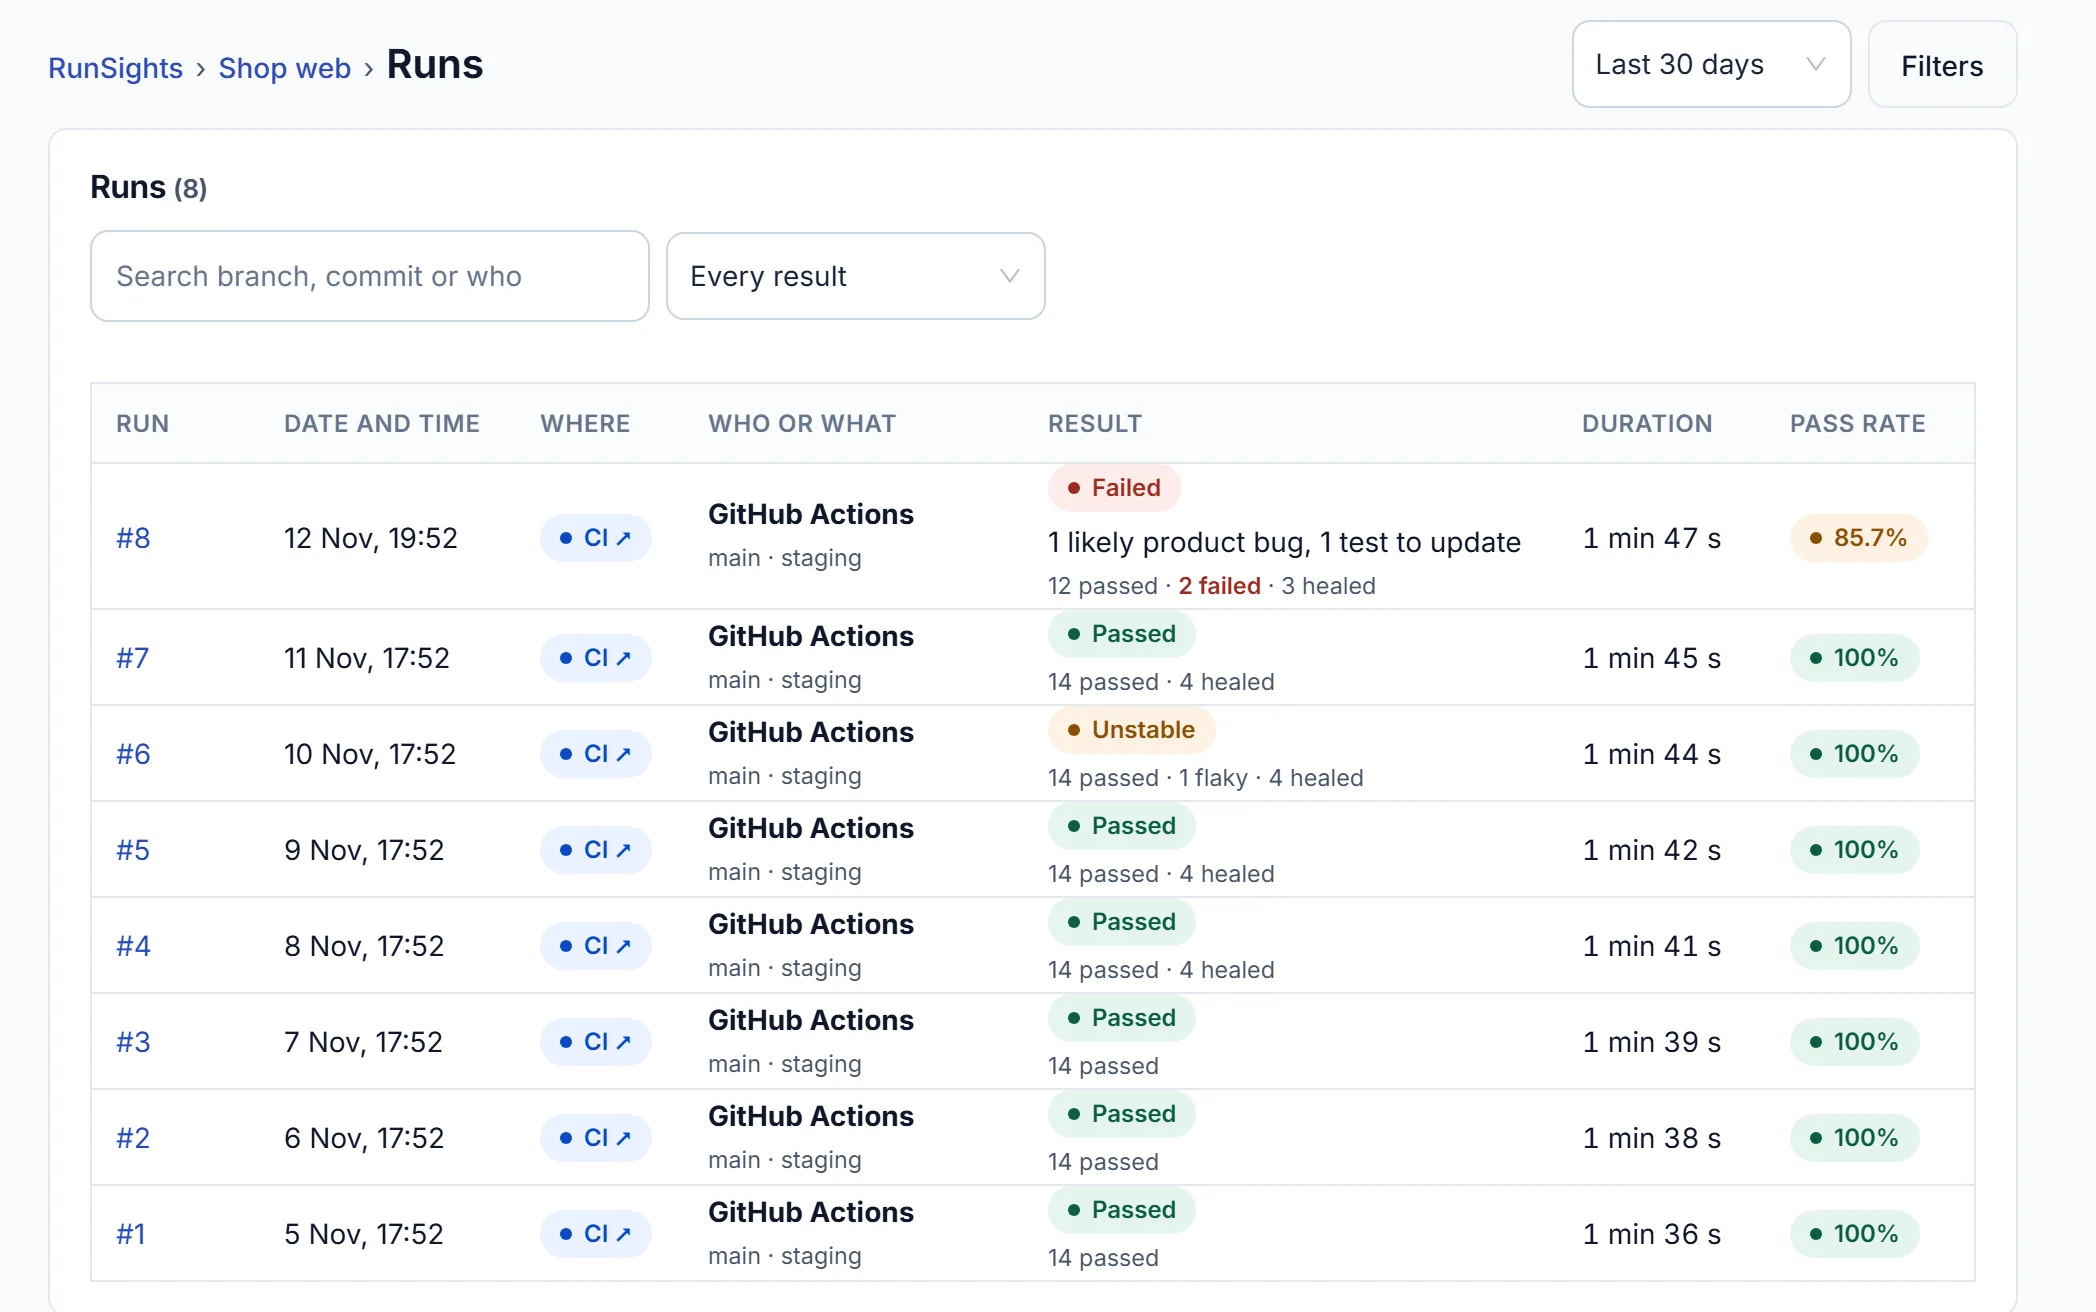 RunSights › Shop web › Runs
Last 30 days
Filters
Runs (8)
Search branch, commit or who
Every result
RUN DATE AND TIME WHERE WHO OR WHAT RESULT DURATION PASS RATE
#8 12 Nov, 19:52 CI ↗ GitHub Actions
main · staging
Failed
1 likely product bug, 1 test to update
12 passed · 2 failed · 3 healed
1 min 47 s 85.7%
#7 11 Nov, 17:52 CI ↗ GitHub Actions
main · staging
Passed
14 passed · 4 healed
1 min 45 s 100%
#6 10 Nov, 17:52 CI ↗ GitHub Actions
main · staging
Unstable
14 passed · 1 flaky · 4 healed
1 min 44 s 100%
#5 9 Nov, 17:52 CI ↗ GitHub Actions
main · staging
Passed
14 passed · 4 healed
1 min 42 s 100%
#4 8 Nov, 17:52 CI ↗ GitHub Actions
main · staging
Passed
14 passed · 4 healed
1 min 41 s 100%
#3 7 Nov, 17:52 CI ↗ GitHub Actions
main · staging
Passed
14 passed
1 min 39 s 100%
#2 6 Nov, 17:52 CI ↗ GitHub Actions
main · staging
Passed
14 passed
1 min 38 s 100%
#1 5 Nov, 17:52 CI ↗ GitHub Actions
main · staging
Passed
14 passed
1 min 36 s 100%